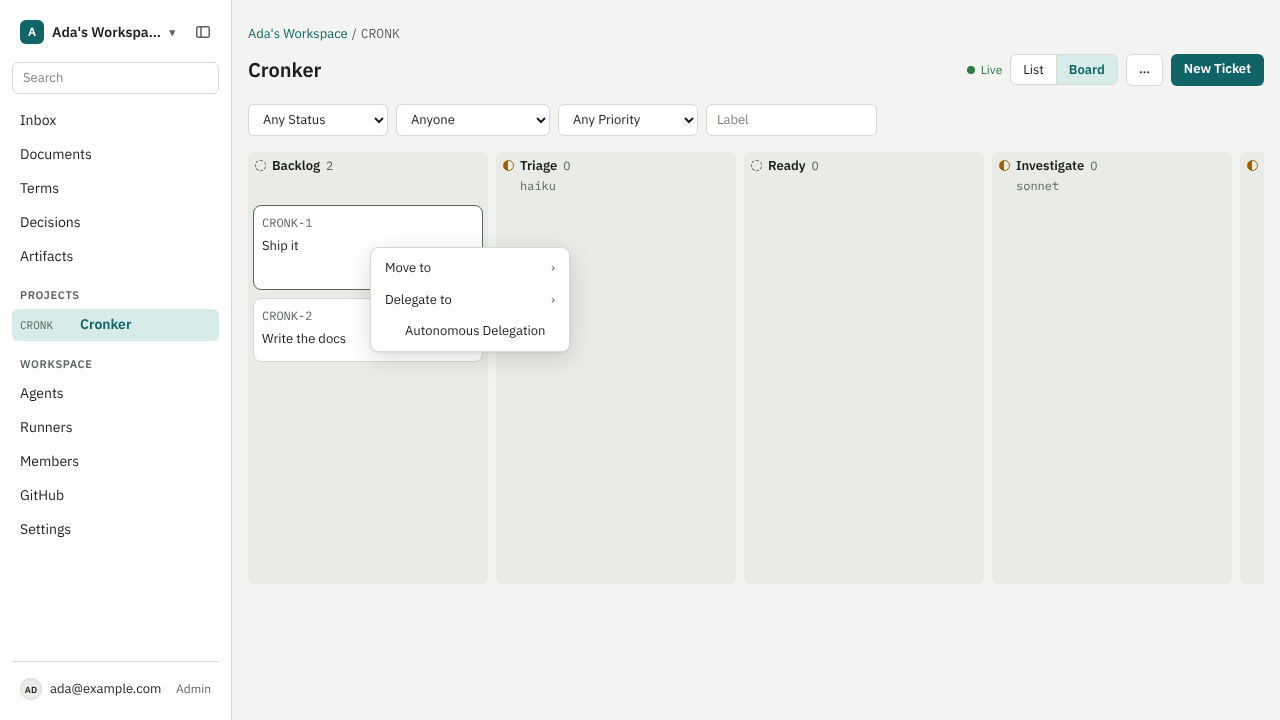 A Ada's Workspa... ▾
Search
Inbox
Documents
Terms
Decisions
Artifacts
PROJECTS
CRONK Cronker
WORKSPACE
Agents
Runners
Members
GitHub
Settings
AD ada@example.com Admin
Ada's Workspace / CRONK
Cronker
Live List Board ... New Ticket
Any Status Anyone Any Priority Label
Backlog 2
CRONK-1
Ship it
CRONK-2
Write the docs
Move to ›
Delegate to ›
Autonomous Delegation
Triage 0
haiku
Ready 0
Investigate 0
sonnet